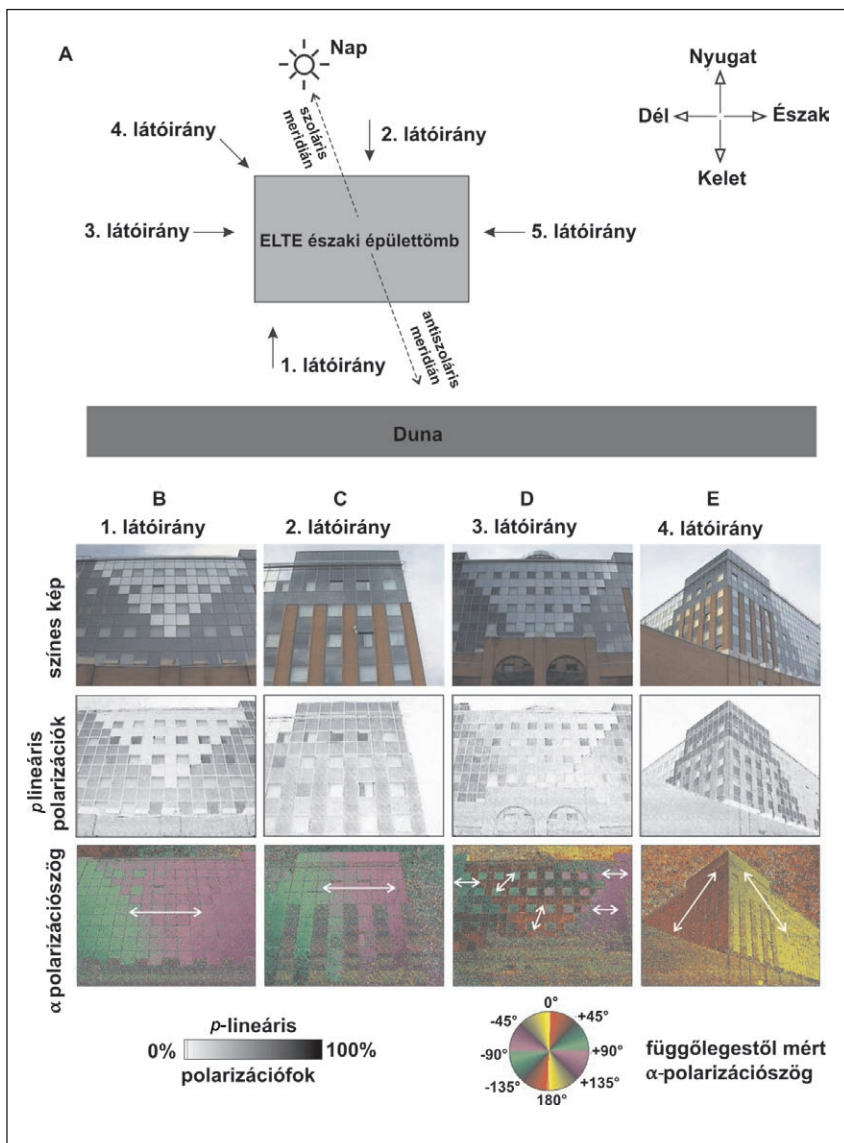 A
Nap
Nyugat
Dél
Észak
Kelet
szoláris
meridián
4. látóirány
2. látóirány
3. látóirány
ELTE északi épülettömb
5. látóirány
1. látóirány
antiszoláris
meridián
Duna
B
C
D
E
1. látóirány
2. látóirány
3. látóirány
4. látóirány
színes kép
p lineáris
polarizációk
α polarizációszög
p-lineáris
0%
100%
polarizációfok
0°
-45°
+45°
-90°
+90°
-135°
+135°
180°
függőlegestől mért
α-polarizációszög